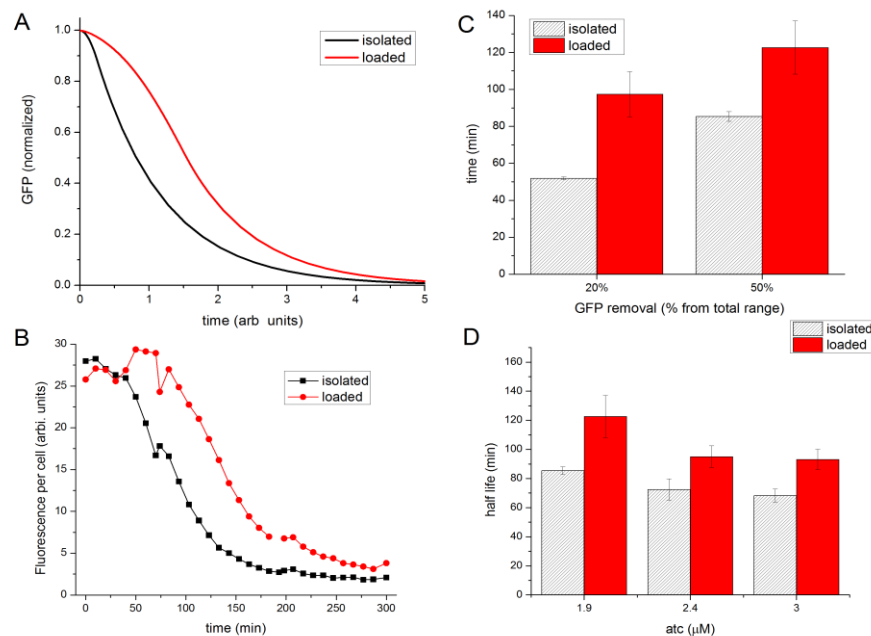 A
1.0
0.8
0.6
0.4
0.2
0.0
GFP (normalized)
isolated
loaded
0 1 2 3 4 5
time (arb. units)
B
30
25
20
15
10
5
0
Fluorescence per cell (arbi. units)
isolated
loaded
0 50 100 150 200 250 300
time (min)
C
140
120
100
80
60
40
20
0
time (min)
isolated
loaded
20% 50%
GFP removal (% from total range)
D
160
140
120
100
80
60
40
20
0
half life (min)
isolated
loaded
1.9 2.4 3
atc (μM)